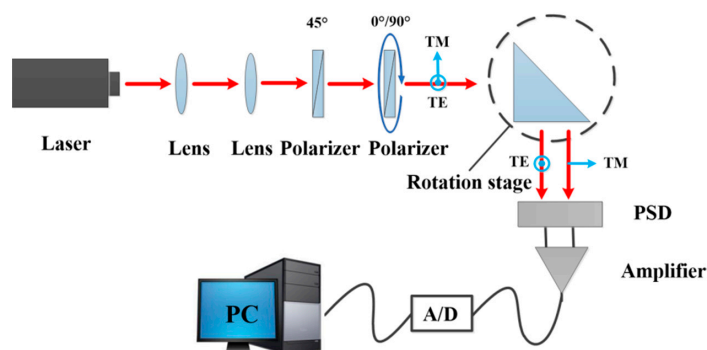 45°
0°/90°
TM
TE
Laser
Lens
Lens
Polarizer
Polarizer
Rotation stage
TE
TM
PSD
Amplifier
PC
A/D